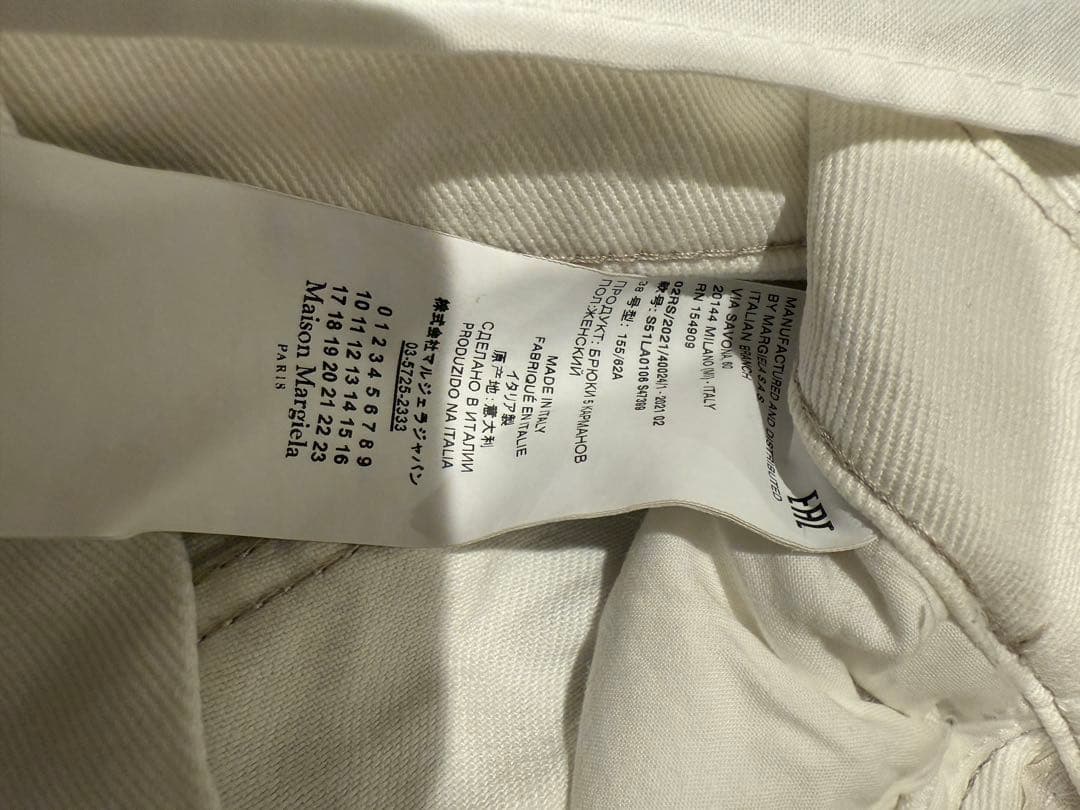 EAC
MANUFACTURED AND DISTRIBUTED
BY MARGIELA S.A.S.
ITALIAN BRANCH
VIA SAVONA 60
20144 MILANO (MI) - ITALY
RN 154909
02RS/2021/40024/1 - 2021 02
款号: S51LA0106 S47399
号型: 155/62A
ПРОДУКТ: БРЮКИ 5 КАРМАНОВ
ПОЛ:ЖЕНСКИЙ
MADE IN ITALY
FABRIQUÉ EN ITALIE
イタリア製
原产地:意大利
СДЕЛАНО В ИТАЛИИ
PRODUZIDO NA ITALIA
株式會社マルジェラジャパン
03-5725-2333
0 1 2 3 4 5 6 7 8 9
10 11 12 13 14 15 16
17 18 19 20 21 22 23
Maison Margiela
PARIS